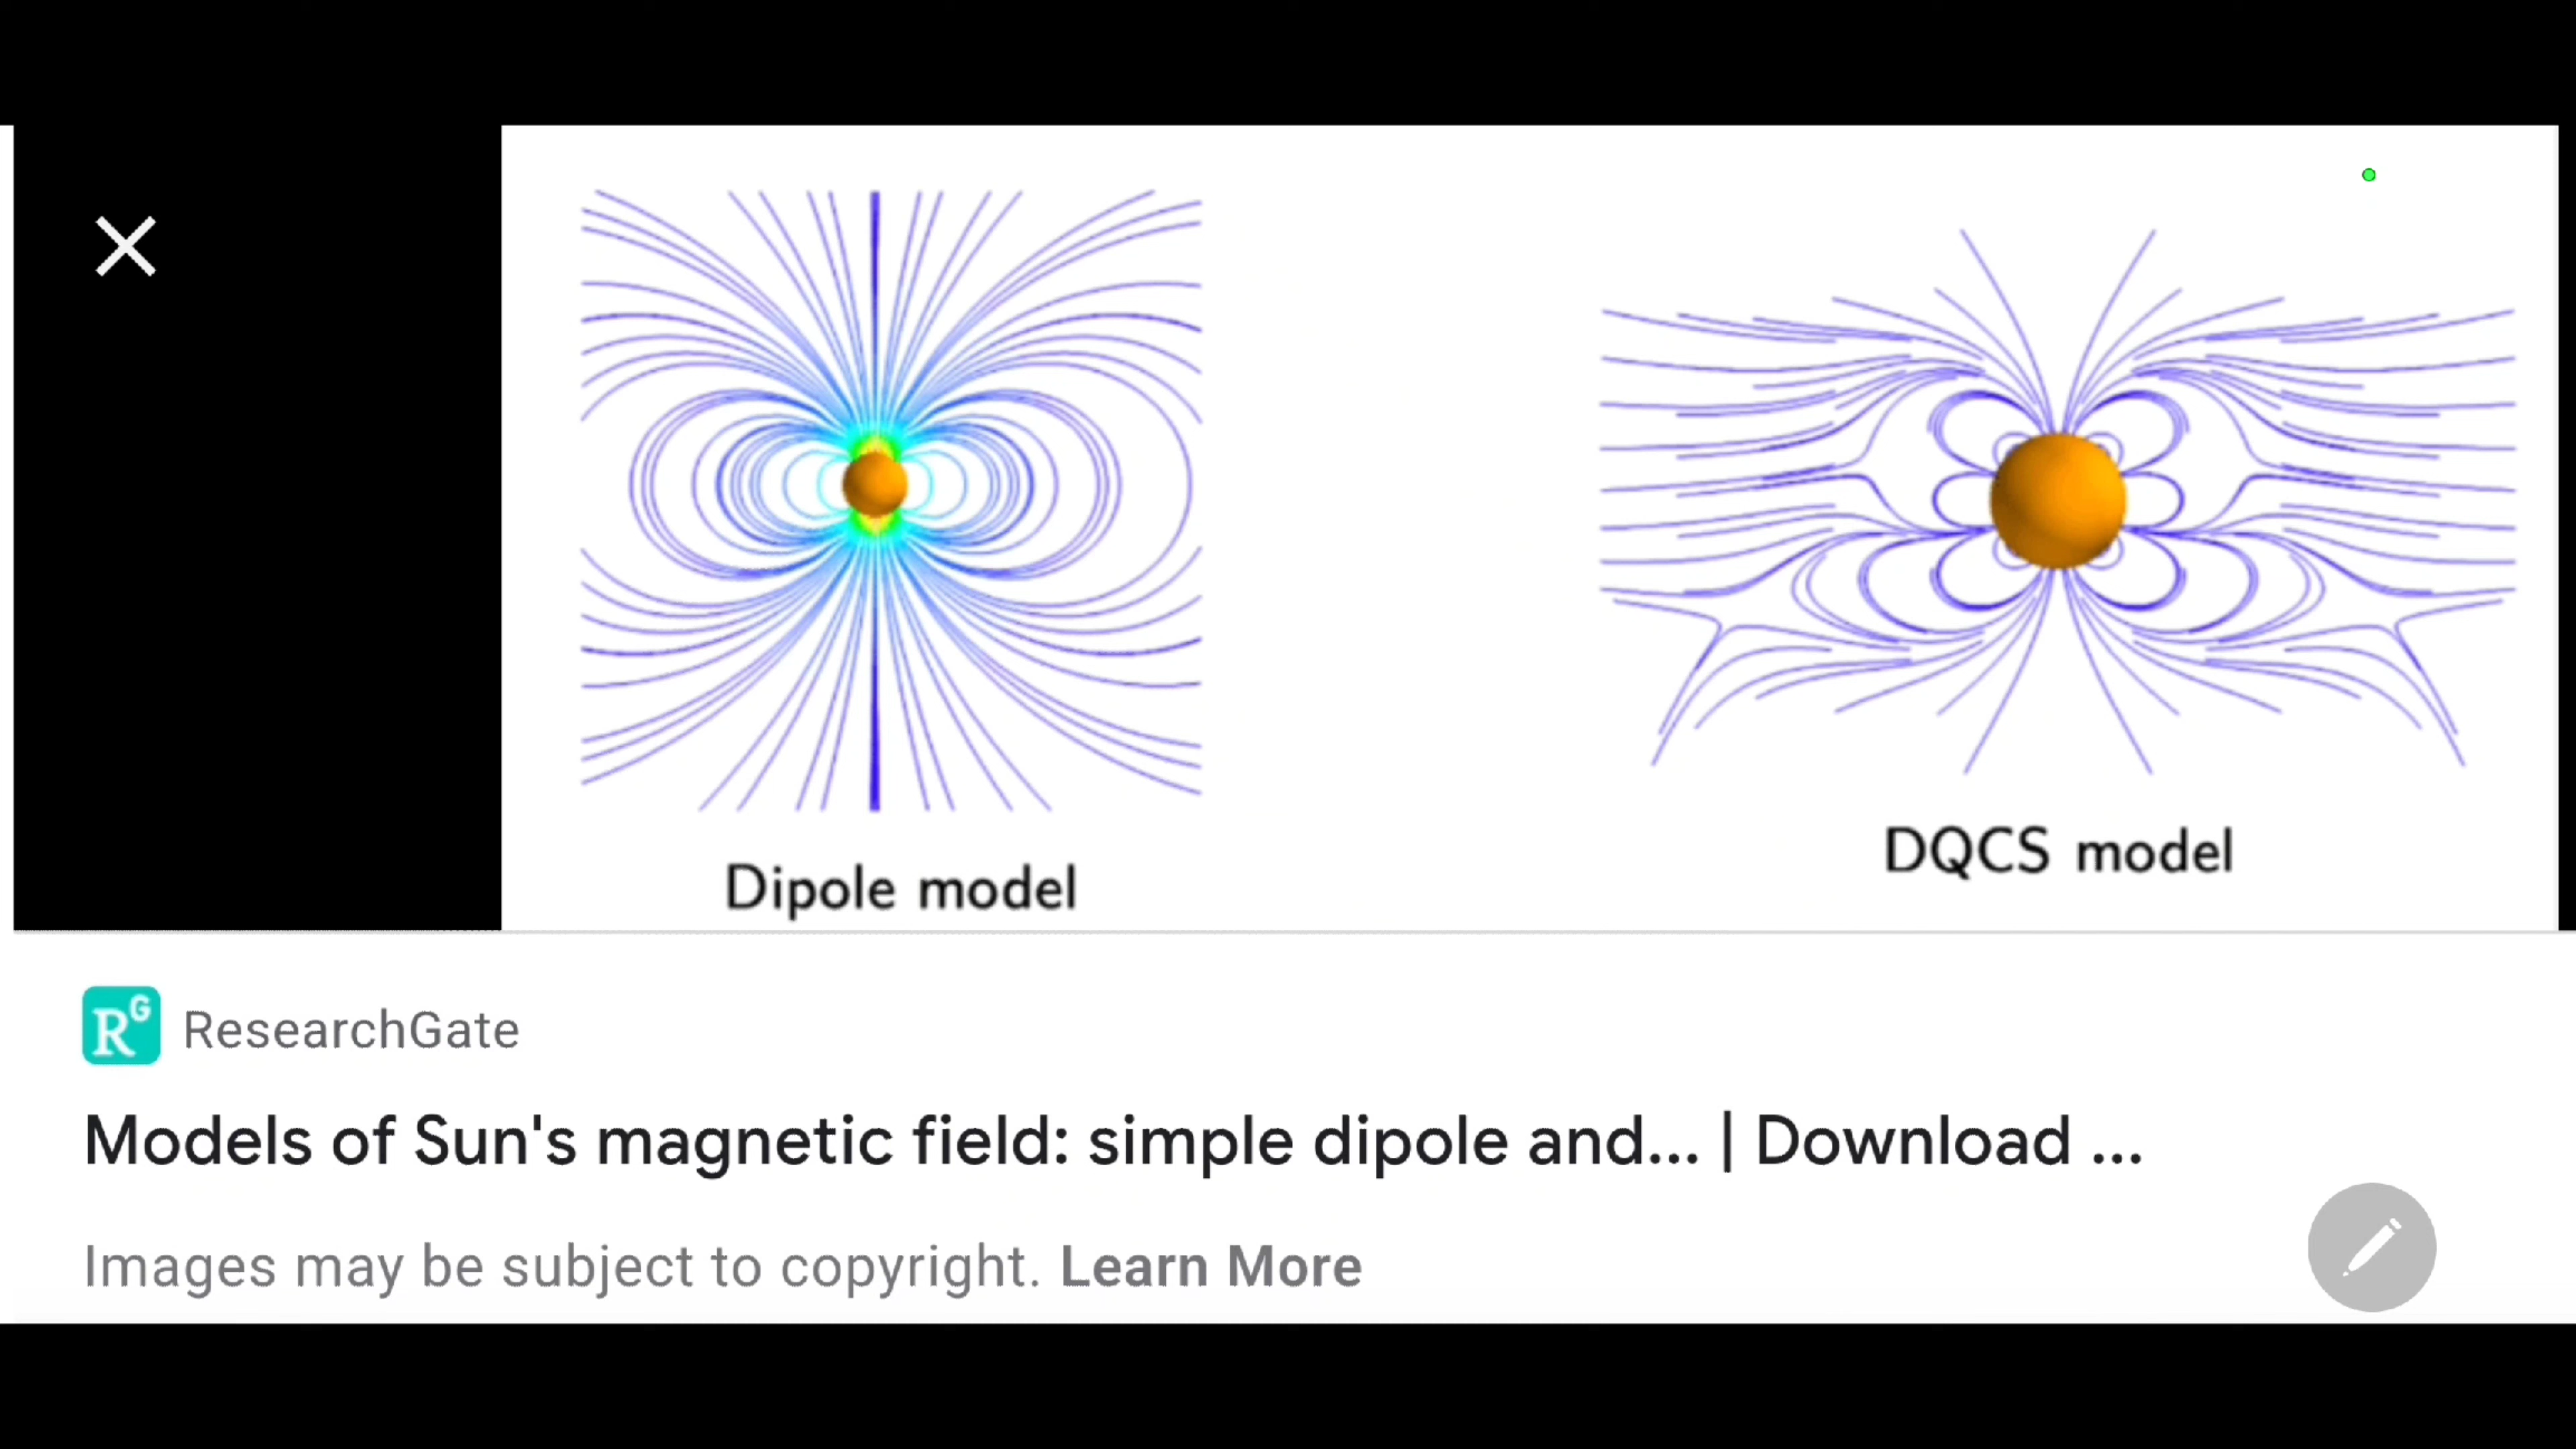 Dipole model
DQCS model
RG ResearchGate
Models of Sun's magnetic field: simple dipole and... | Download ...
Images may be subject to copyright. Learn More